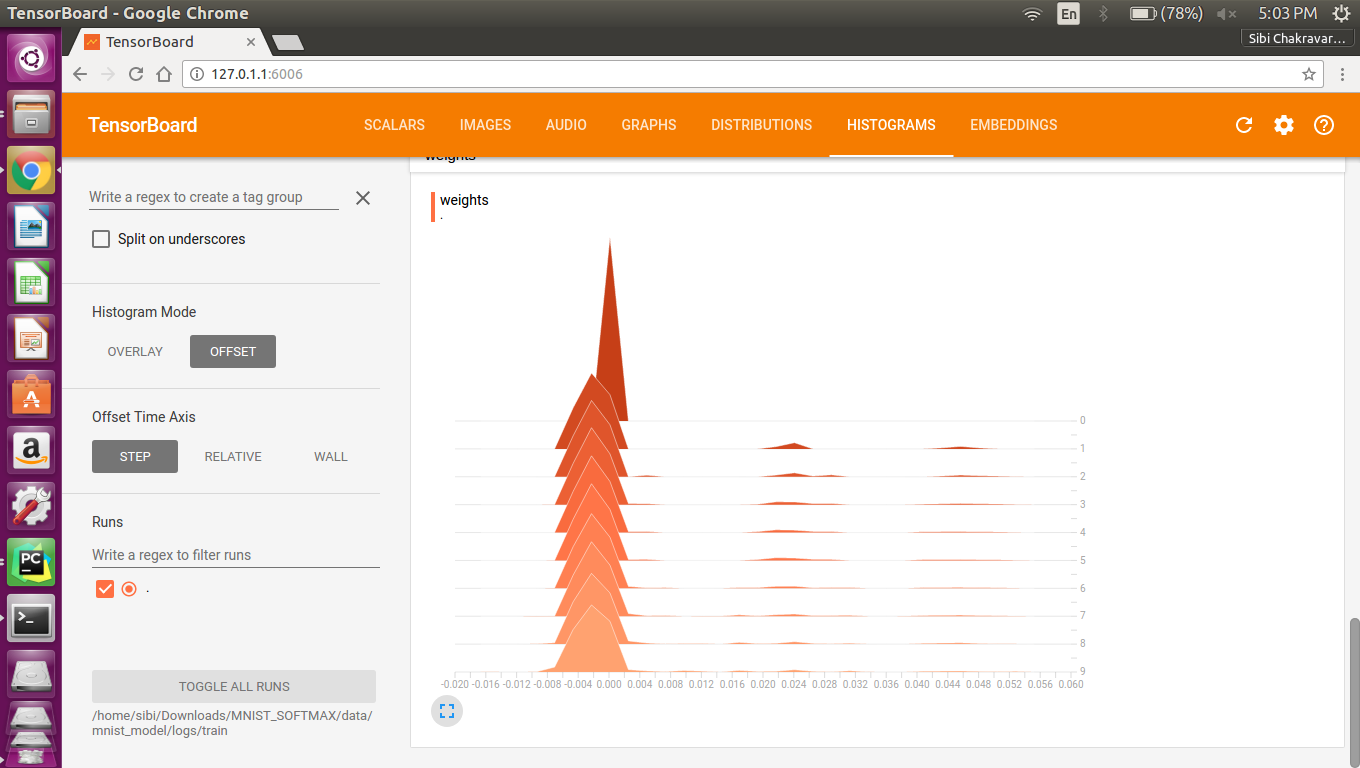 TensorBoard - Google Chrome
En
(78%)
5:03 PM
TensorBoard
Sibi Chakravar...
127.0.1.1:6006
TensorBoard
SCALARS
IMAGES
AUDIO
GRAPHS
DISTRIBUTIONS
HISTOGRAMS
EMBEDDINGS
weights
Write a regex to create a tag group
Split on underscores
Histogram Mode
OVERLAY
OFFSET
Offset Time Axis
STEP
RELATIVE
WALL
Runs
Write a regex to filter runs
.
TOGGLE ALL RUNS
/home/sibi/Downloads/MNIST_SOFTMAX/data/
mnist_model/logs/train
weights
.
0
1
2
3
4
5
6
7
8
9
-0.020 -0.016 -0.012 -0.008 -0.004 0.000 0.004 0.008 0.012 0.016 0.020 0.024 0.028 0.032 0.036 0.040 0.044 0.048 0.052 0.056 0.060
PC